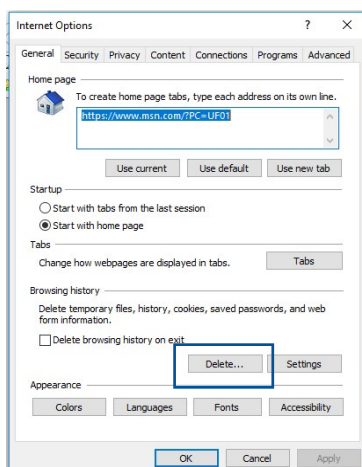 Internet Options ? X
General Security Privacy Content Connections Programs Advanced
Home page
To create home page tabs, type each address on its own line.
https://www.msn.com/?PC=UF01
Use current Use default Use new tab
Startup
Start with tabs from the last session
Start with home page
Tabs
Change how webpages are displayed in tabs. Tabs
Browsing history
Delete temporary files, history, cookies, saved passwords, and web
form information.
Delete browsing history on exit
Delete... Settings
Appearance
Colors Languages Fonts Accessibility
OK Cancel Apply